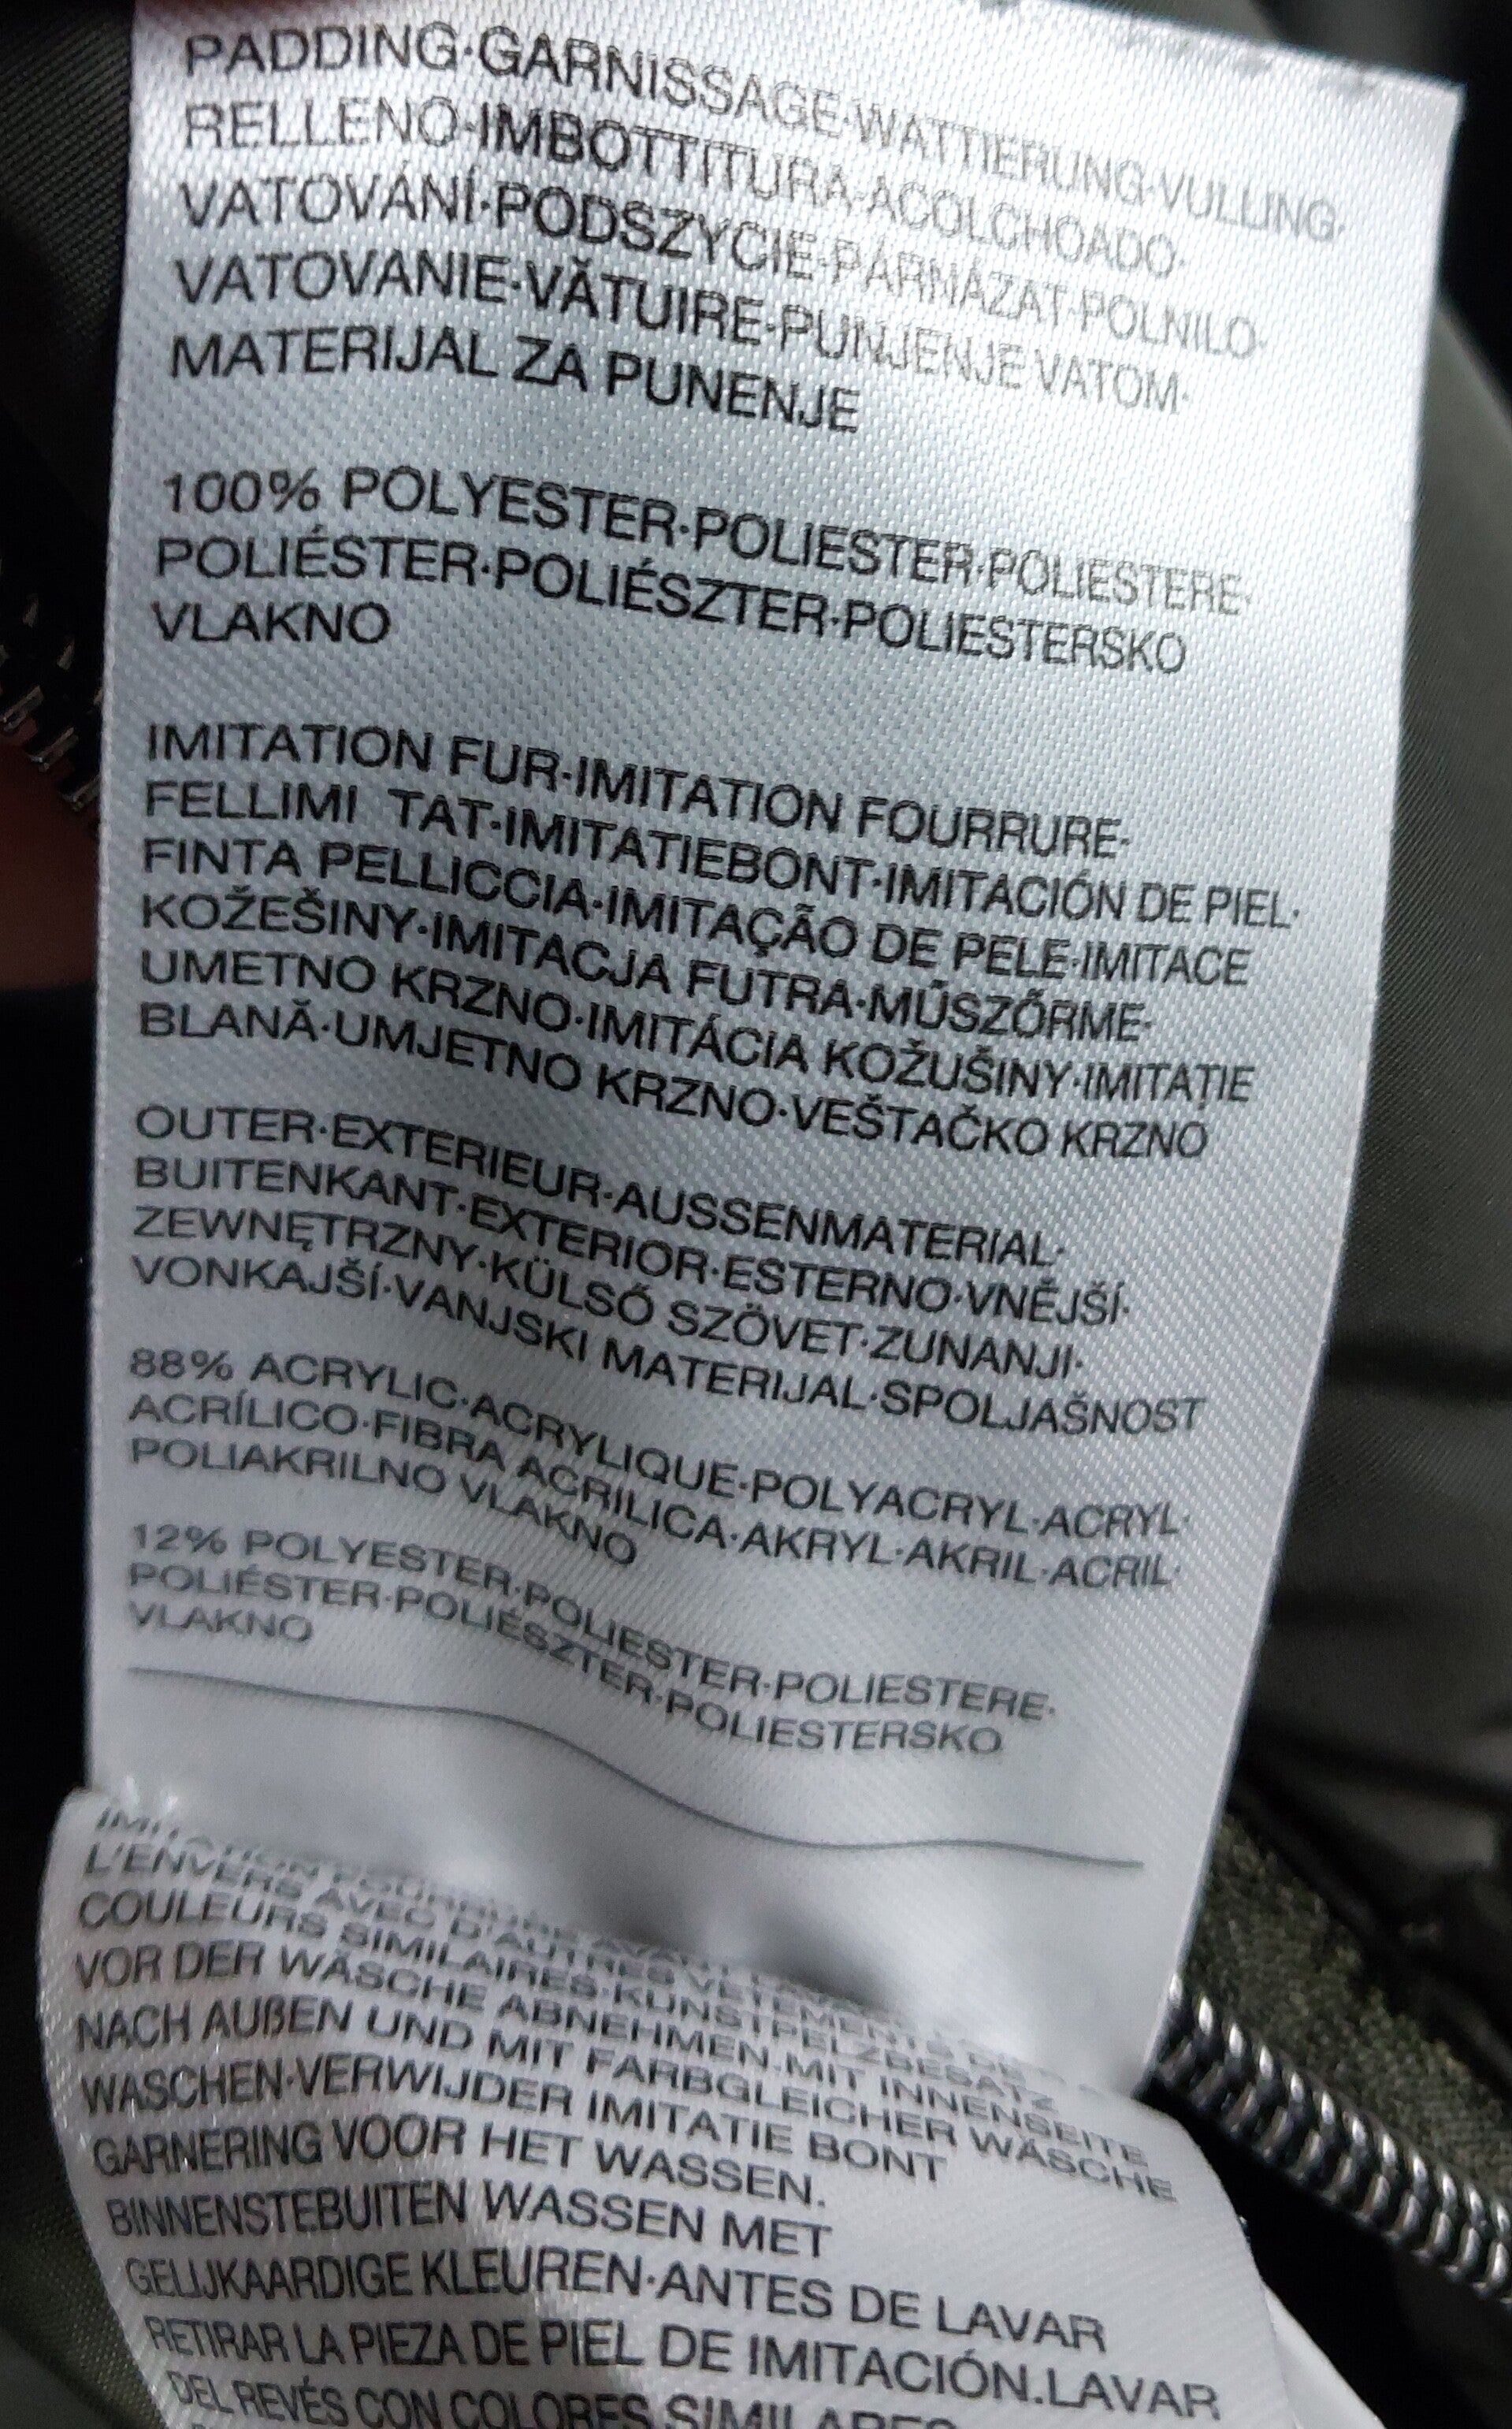 PADDING·GARNISSAGE·WATTIERUNG·VULLING·
RELLENO·IMBOTTITURA·ACOLCHOADO·
VATOVÁNÍ·PODSZYCIE·PÁRNÁZAT·POLNILO·
VATOVANIE·VĂTUIRE·PUNJENJE VATOM·
MATERIJAL ZA PUNENJE
100% POLYESTER·POLIESTER·POLIESTERE·
POLIÉSTER·POLIÉSZTER·POLIESTERSKO
VLAKNO
IMITATION FUR·IMITATION FOURRURE·
FELLIMI TAT·IMITATIEBONT·IMITACIÓN DE PIEL·
FINTA PELLICCIA·IMITAÇÃO DE PELE·IMITACE
KOŽEŠINY·IMITACJA FUTRA·MŰSZŐRME·
UMETNO KRZNO·IMITÁCIA KOŽUŠINY·IMITAȚIE
BLANĂ·UMJETNO KRZNO·VEŠTAČKO KRZNO
OUTER·EXTERIEUR·AUSSENMATERIAL·
BUITENKANT·EXTERIOR·ESTERNO·VNĚJŠÍ·
ZEWNĘTRZNY·KÜLSŐ SZÖVET·ZUNANJI·
VONKAJŠÍ·VANJSKI MATERIJAL·SPOLJAŠNOST
88% ACRYLIC·ACRYLIQUE·POLYACRYL·ACRYL·
ACRÍLICO·FIBRA ACRILICA·AKRYL·AKRIL·ACRIL·
POLIAKRILNO VLAKNO
12% POLYESTER·POLIESTER·POLIESTERE·
POLIÉSTER·POLIÉSZTER·POLIESTERSKO
VLAKNO
IMITATION FOURRURE AVANT
L'ENVERS AVEC D'AUTRES VETEMENTS DE
COULEURS SIMILAIRES·KUNSTPELZBESATZ
VOR DER WÄSCHE ABNEHMEN.MIT INNENSEITE
NACH AUßEN UND MIT FARBGLEICHER WÄSCHE
WASCHEN·VERWIJDER IMITATIE BONT
GARNERING VOOR HET WASSEN.
BINNENSTEBUITEN WASSEN MET
GELIJKAARDIGE KLEUREN·ANTES DE LAVAR
RETIRAR LA PIEZA DE PIEL DE IMITACIÓN.LAVAR
DEL REVÉS CON COLORES SIMILARES